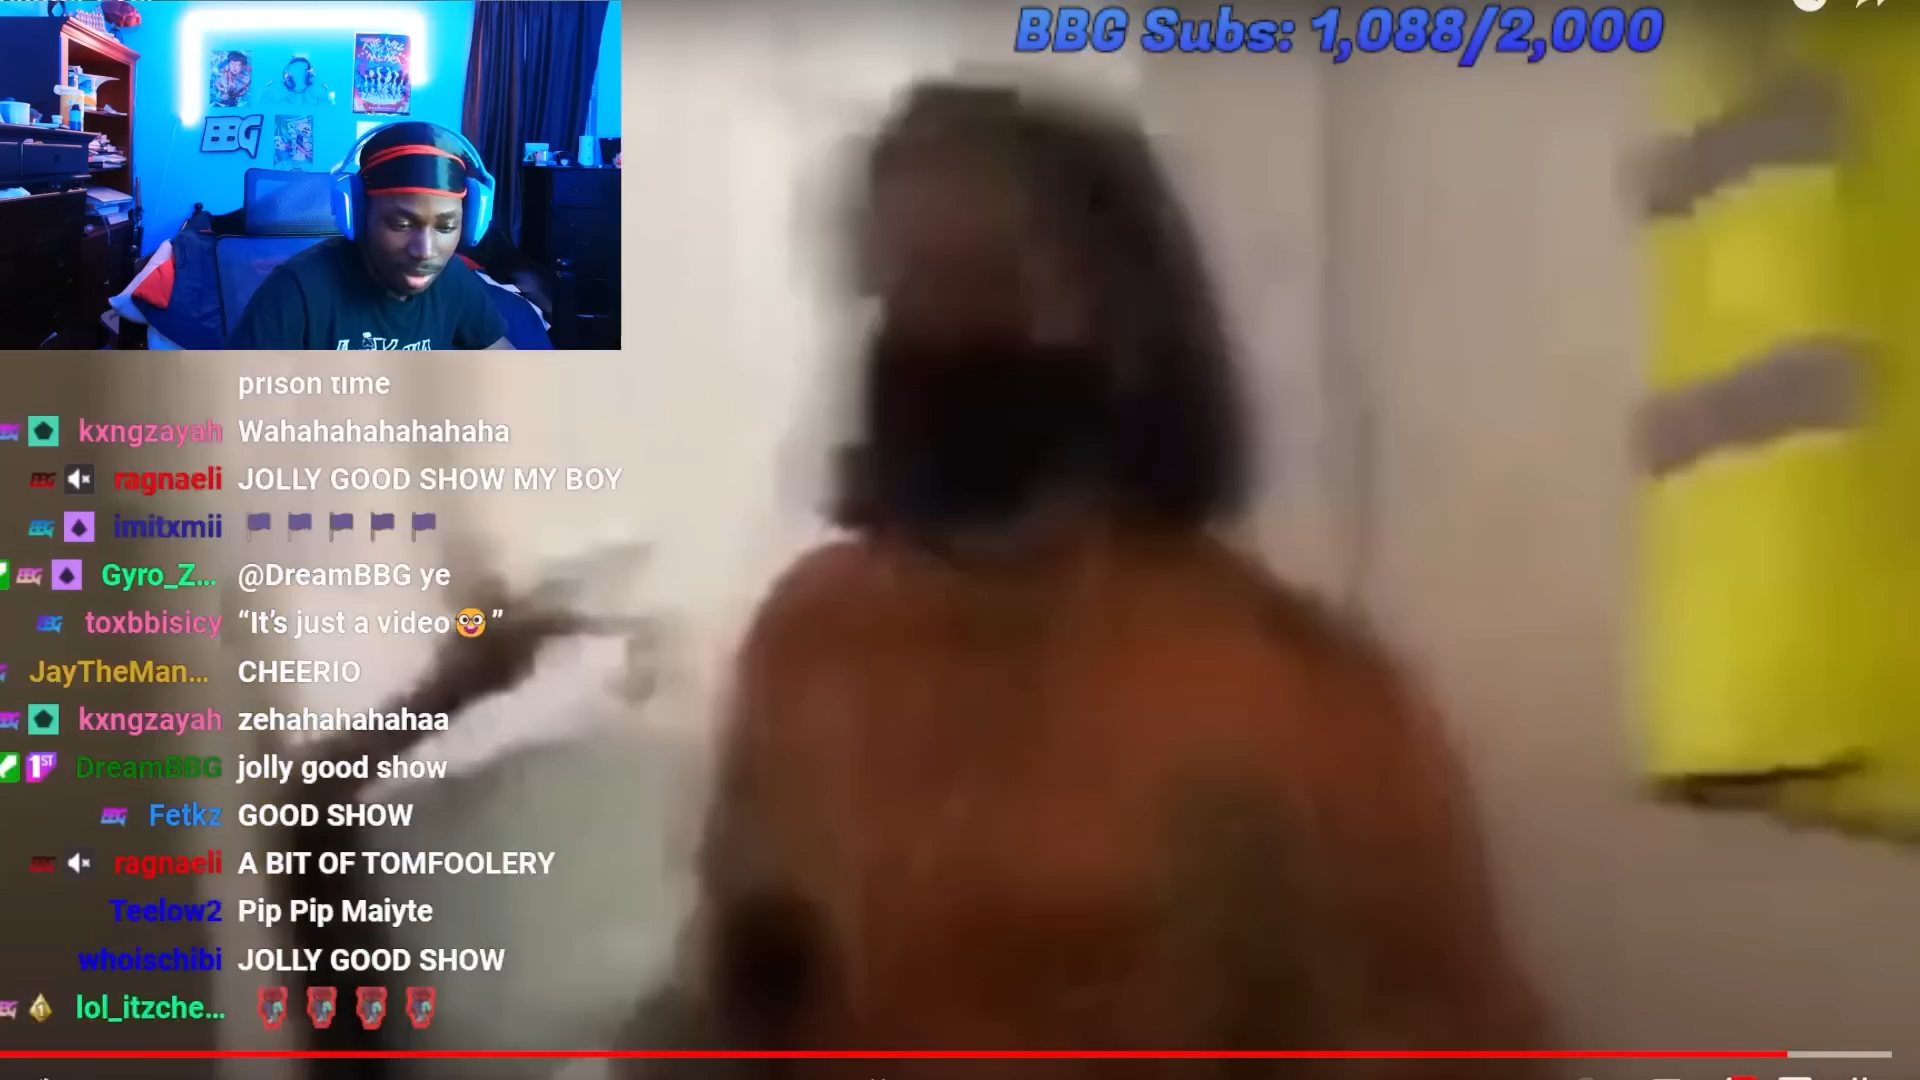 BBG Subs: 1,088/2,000
BBG
prison time
kxngzayah Wahahahahahahaha
ragnaeli JOLLY GOOD SHOW MY BOY
imitxmii
Gyro_Z... @DreamBBG ye
toxbbisicy “It’s just a video🤓”
JayTheMan... CHEERIO
kxngzayah zehahahahahaa
1ST DreamBBG jolly good show
Fetkz GOOD SHOW
ragnaeli A BIT OF TOMFOOLERY
Teelow2 Pip Pip Maiyte
whoischibi JOLLY GOOD SHOW
lol_itzche...